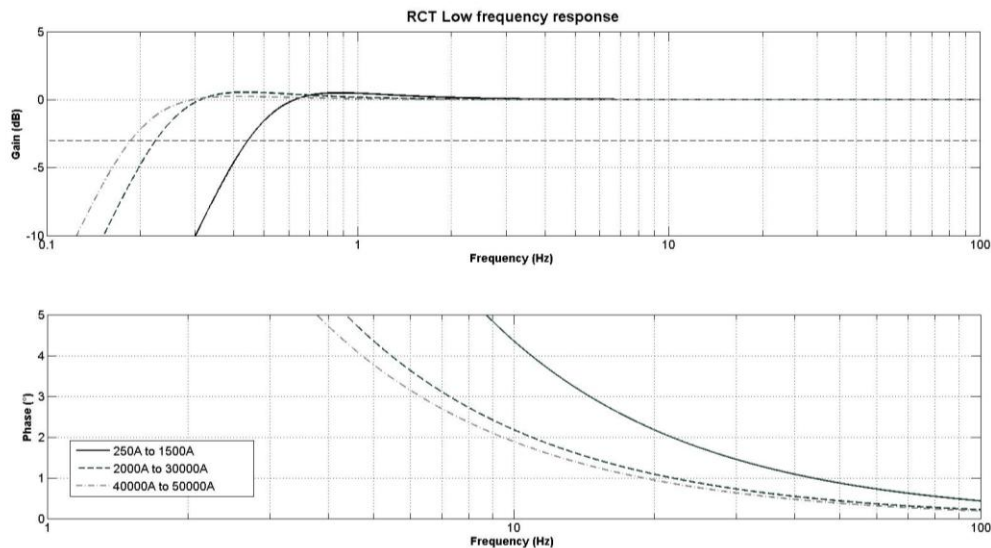 RCT Low frequency response
5
0
-5
-10
Gain (dB)
0.1 1 10 100
Frequency (Hz)
5
4
3
2
1
0
Phase (°)
250A to 1500A
2000A to 30000A
40000A to 50000A
1 10 100
Frequency (Hz)